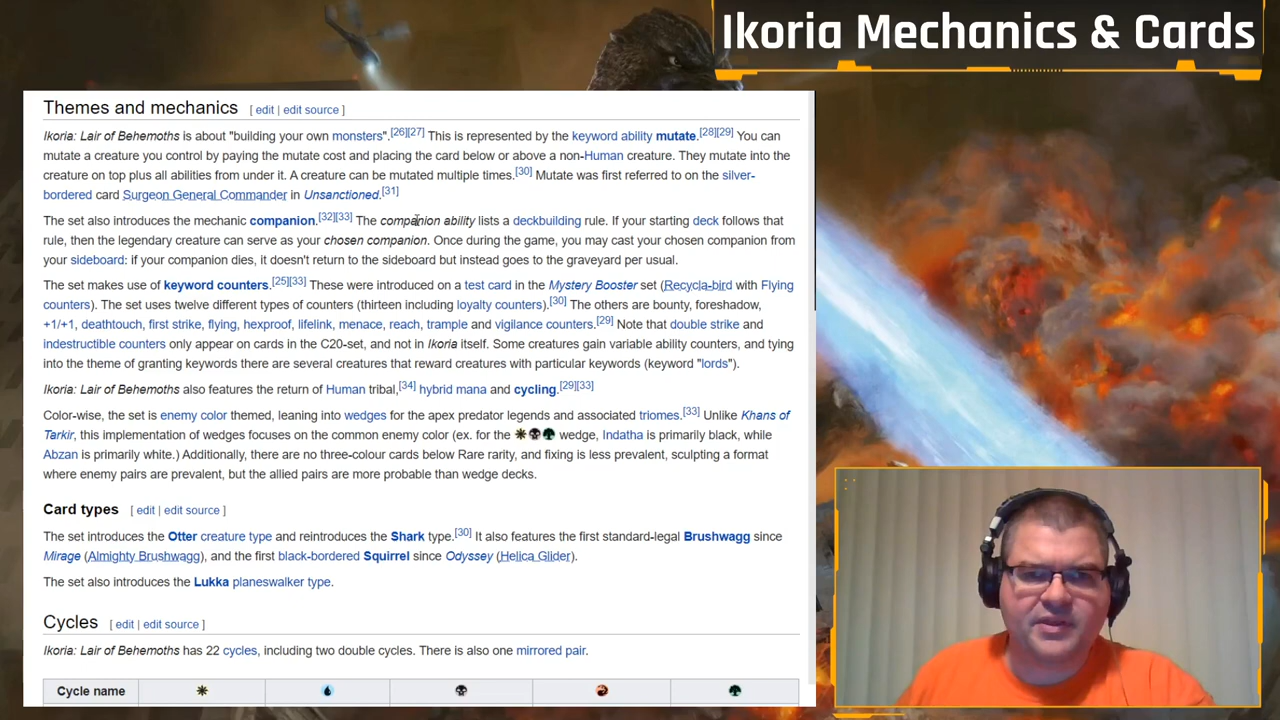 Ikoria Mechanics & Cards
Themes and mechanics [ edit | edit source ]
Ikoria: Lair of Behemoths is about "building your own monsters".[26][27] This is represented by the keyword ability mutate.[28][29] You can
mutate a creature you control by paying the mutate cost and placing the card below or above a non-Human creature. They mutate into the
creature on top plus all abilities from under it. A creature can be mutated multiple times.[30] Mutate was first referred to on the silver-
bordered card Surgeon General Commander in Unsanctioned.[31]
The set also introduces the mechanic companion.[32][33] The companion ability lists a deckbuilding rule. If your starting deck follows that
rule, then the legendary creature can serve as your chosen companion. Once during the game, you may cast your chosen companion from
your sideboard: if your companion dies, it doesn't return to the sideboard but instead goes to the graveyard per usual.
The set makes use of keyword counters.[25][33] These were introduced on a test card in the Mystery Booster set (Recycla-bird with Flying
counters). The set uses twelve different types of counters (thirteen including loyalty counters).[30] The others are bounty, foreshadow,
+1/+1, deathtouch, first strike, flying, hexproof, lifelink, menace, reach, trample and vigilance counters.[29] Note that double strike and
indestructible counters only appear on cards in the C20-set, and not in Ikoria itself. Some creatures gain variable ability counters, and tying
into the theme of granting keywords there are several creatures that reward creatures with particular keywords (keyword "lords").
Ikoria: Lair of Behemoths also features the return of Human tribal,[34] hybrid mana and cycling.[29][33]
Color-wise, the set is enemy color themed, leaning into wedges for the apex predator legends and associated triomes.[33] Unlike Khans of
Tarkir, this implementation of wedges focuses on the common enemy color (ex. for the wedge, Indatha is primarily black, while
Abzan is primarily white.) Additionally, there are no three-colour cards below Rare rarity, and fixing is less prevalent, sculpting a format
where enemy pairs are prevalent, but the allied pairs are more probable than wedge decks.
Card types [ edit | edit source ]
The set introduces the Otter creature type and reintroduces the Shark type.[30] It also features the first standard-legal Brushwagg since
Mirage (Almighty Brushwagg), and the first black-bordered Squirrel since Odyssey (Helica Glider).
The set also introduces the Lukka planeswalker type.
Cycles [ edit | edit source ]
Ikoria: Lair of Behemoths has 22 cycles, including two double cycles. There is also one mirrored pair.
Cycle name